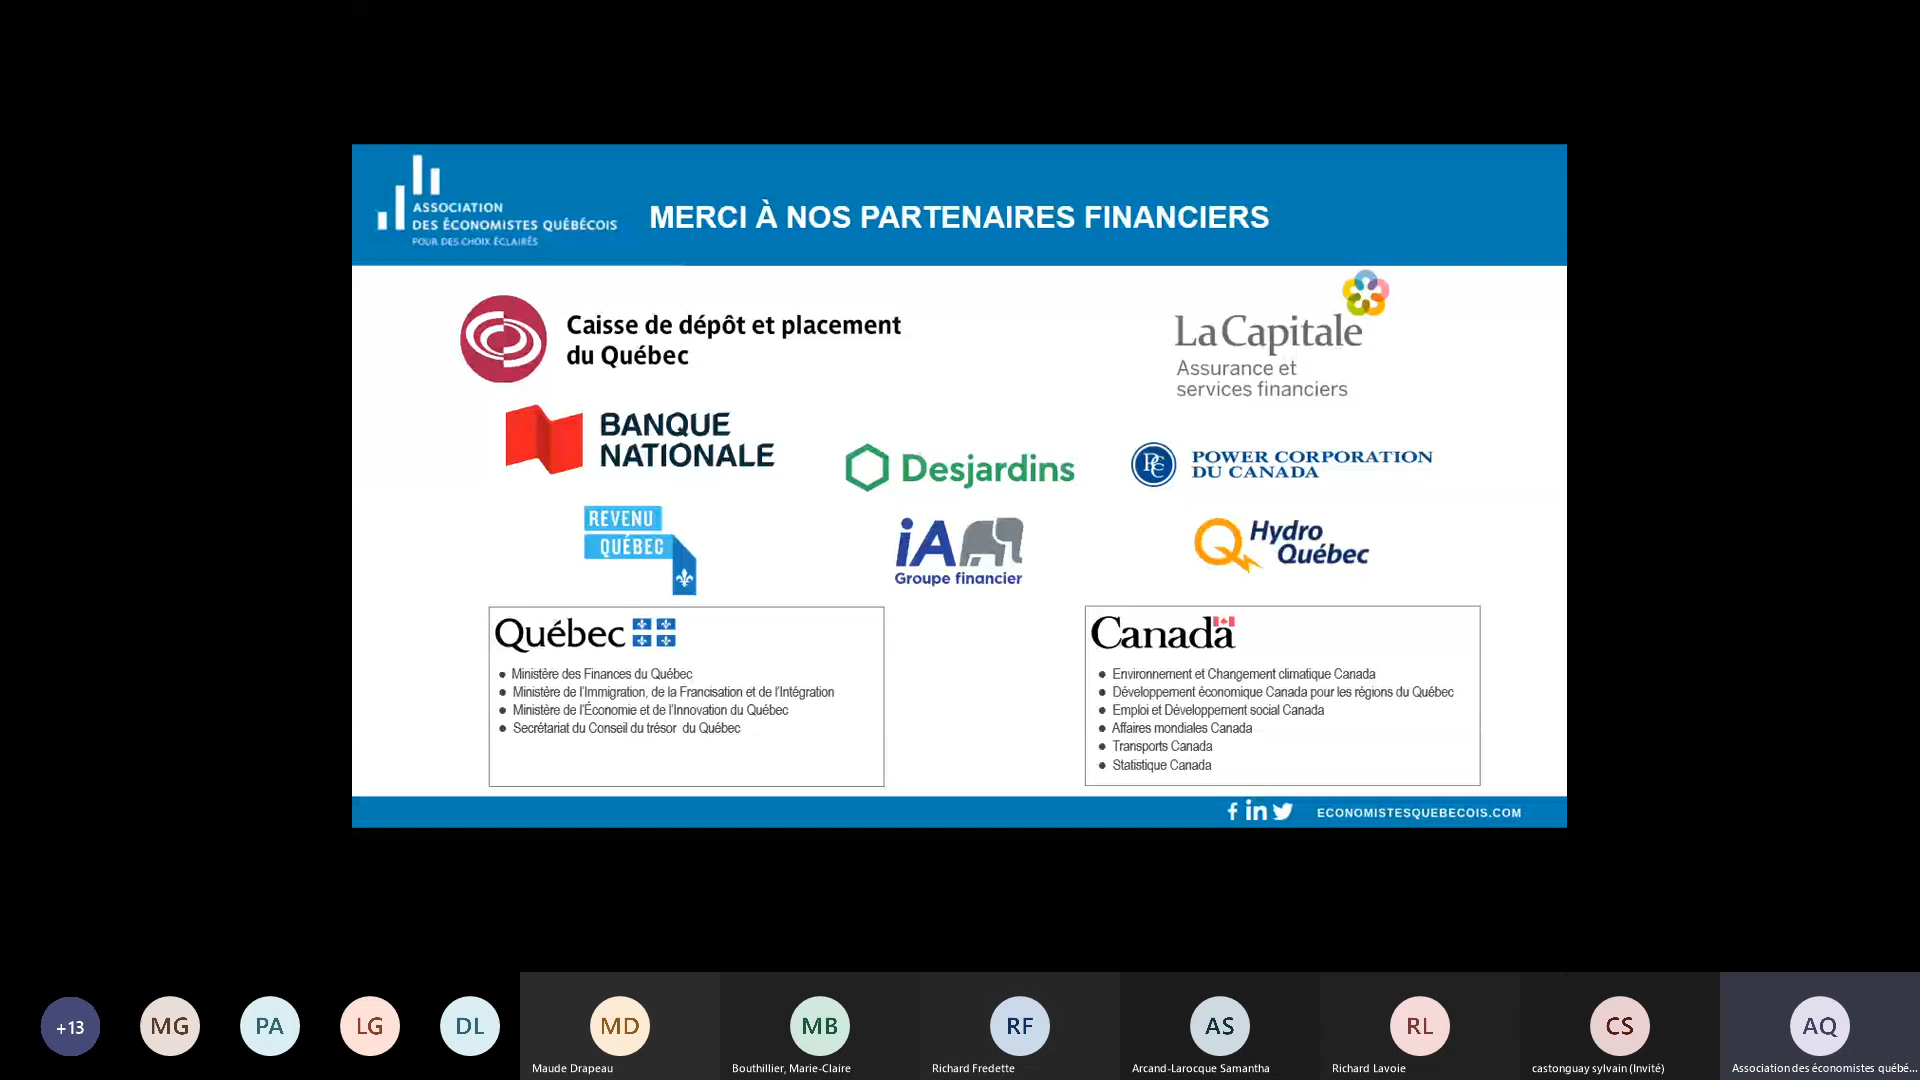 ASSOCIATION
DES ÉCONOMISTES QUÉBÉCOIS
POUR DES CHOIX ÉCLAIRÉS
MERCI À NOS PARTENAIRES FINANCIERS
Caisse de dépôt et placement
du Québec
La Capitale
Assurance et
services financiers
BANQUE
NATIONALE
Desjardins
PC
POWER CORPORATION
DU CANADA
REVENU
QUÉBEC
iA
Groupe financier
Hydro
Québec
Québec
● Ministère des Finances du Québec
● Ministère de l'Immigration, de la Francisation et de l'Intégration
● Ministère de l'Économie et de l'Innovation du Québec
● Secrétariat du Conseil du trésor du Québec
Canada
● Environnement et Changement climatique Canada
● Développement économique Canada pour les régions du Québec
● Emploi et Développement social Canada
● Affaires mondiales Canada
● Transports Canada
● Statistique Canada
f in
ECONOMISTESQUEBECOIS.COM
+13
MG
PA
LG
DL
MD
Maude Drapeau
MB
Bouthillier, Marie-Claire
RF
Richard Fredette
AS
Arcand-Larocque Samantha
RL
Richard Lavoie
CS
castonguay sylvain (Invité)
AQ
Association des économistes québé...